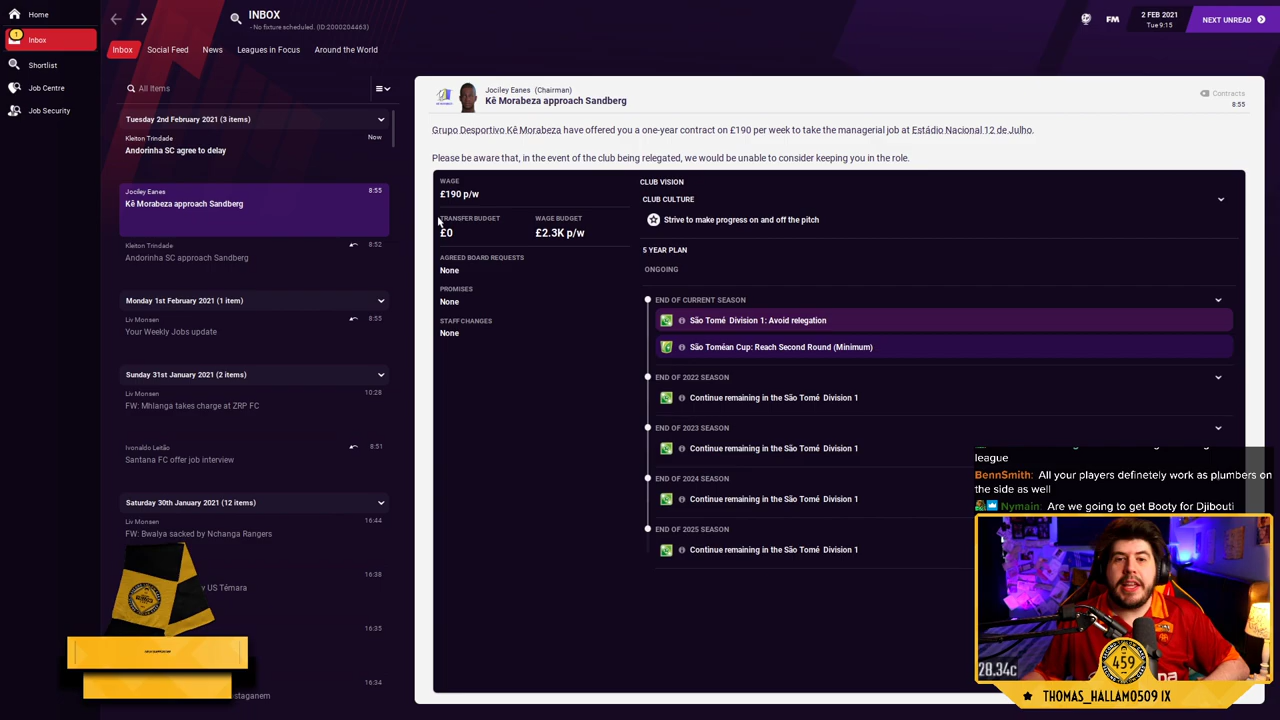 Home
INBOX
- No fixture scheduled. (ID:2000204463)
FM
2 FEB 2021
Tue 9:15
NEXT UNREAD
1
Inbox
Inbox
Social Feed
News
Leagues in Focus
Around the World
Shortlist
Job Centre
Job Security
All Items
Tuesday 2nd February 2021 (3 items)
Kleiton Trindade
Now
Andorinha SC agree to delay
Jociley Eanes
8:55
Kê Morabeza approach Sandberg
Kleiton Trindade
8:52
Andorinha SC approach Sandberg
Monday 1st February 2021 (1 item)
Liv Monsen
8:55
Your Weekly Jobs update
Sunday 31st January 2021 (2 items)
Liv Monsen
10:28
FW: Mhlanga takes charge at ZRP FC
Ivonaldo Leitão
8:51
Santana FC offer job interview
Saturday 30th January 2021 (12 items)
Liv Monsen
16:44
FW: Bwalya sacked by Nchanga Rangers
16:38
y US Témara
16:35
16:34
staganem
Jociley Eanes (Chairman)
Kê Morabeza approach Sandberg
Contracts
8:55
Grupo Desportivo Kê Morabeza have offered you a one-year contract on £190 per week to take the managerial job at Estádio Nacional 12 de Julho.
Please be aware that, in the event of the club being relegated, we would be unable to consider keeping you in the role.
WAGE
£190 p/w
TRANSFER BUDGET
WAGE BUDGET
£0
£2.3K p/w
AGREED BOARD REQUESTS
None
PROMISES
None
STAFF CHANGES
None
CLUB VISION
CLUB CULTURE
Strive to make progress on and off the pitch
5 YEAR PLAN
ONGOING
END OF CURRENT SEASON
São Tomé Division 1: Avoid relegation
São Toméan Cup: Reach Second Round (Minimum)
END OF 2022 SEASON
Continue remaining in the São Tomé Division 1
END OF 2023 SEASON
Continue remaining in the São Tomé Division 1
END OF 2024 SEASON
Continue remaining in the São Tomé Division 1
END OF 2025 SEASON
Continue remaining in the São Tomé Division 1
league
BennSmith: All your players definetely work as plumbers on
the side as well
Nymain: Are we going to get Booty for Djibouti
28.34c
459
THOMAS_HALLAM0509 IX